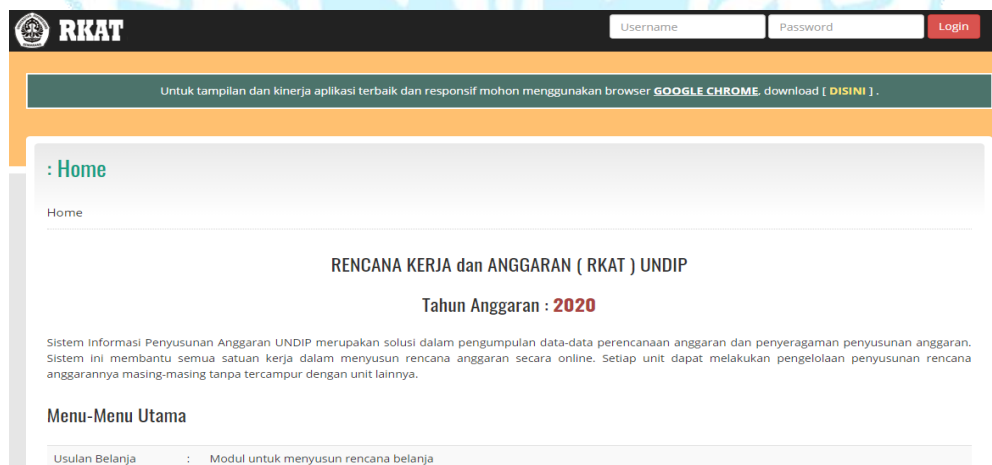 RKAT
Username
Password
Login
Untuk tampilan dan kinerja aplikasi terbaik dan responsif mohon menggunakan browser GOOGLE CHROME, download [ DISINI ] .
: Home
Home
RENCANA KERJA dan ANGGARAN ( RKAT ) UNDIP
Tahun Anggaran : 2020
Sistem Informasi Penyusunan Anggaran UNDIP merupakan solusi dalam pengumpulan data-data perencanaan anggaran dan penyeragaman penyusunan anggaran.
Sistem ini membantu semua satuan kerja dalam menyusun rencana anggaran secara online. Setiap unit dapat melakukan pengelolaan penyusunan rencana
anggarannya masing-masing tanpa tercampur dengan unit lainnya.
Menu-Menu Utama
Usulan Belanja : Modul untuk menyusun rencana belanja